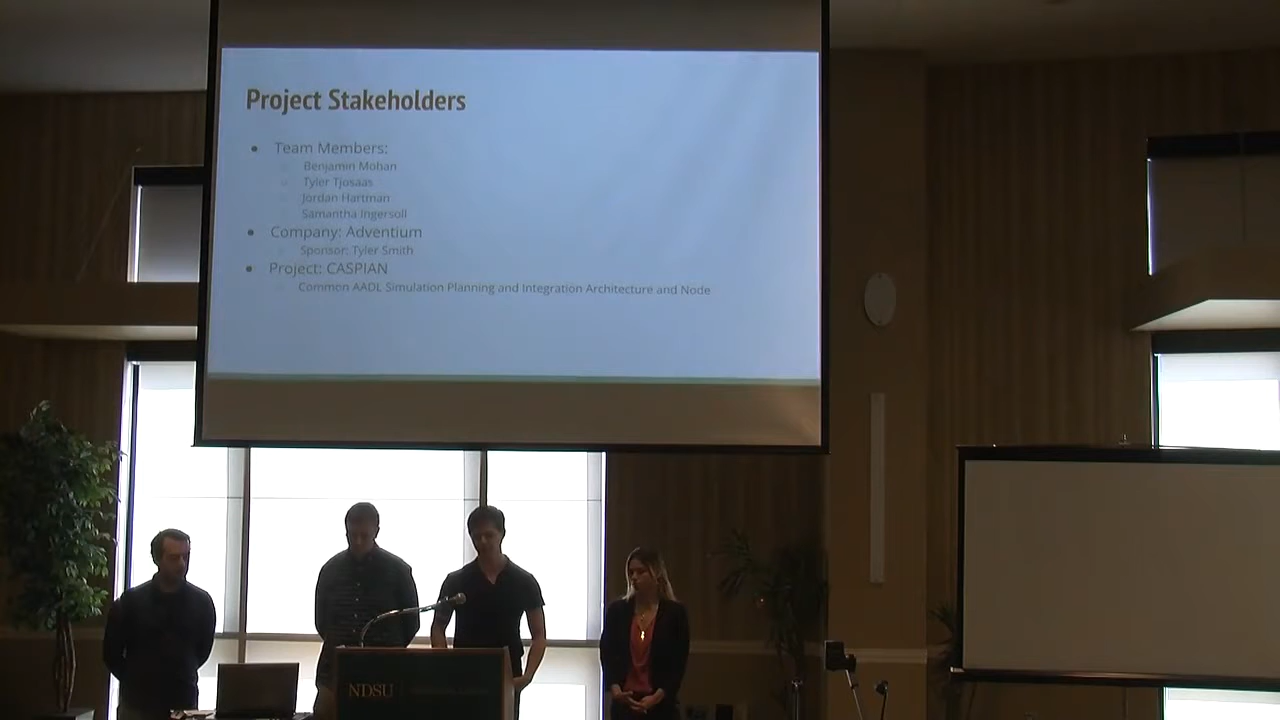 Project Stakeholders
● Team Members:
○ Benjamin Moban
○ Tyler Tjosaas
○ Jordan Hartman
○ Samantha Ingersoll
● Company: Adventium
○ Sponsor: Tyler Smith
● Project: CASPIAN
○ Common AADL Simulation Planning and Integration Architecture and Node
NDSU